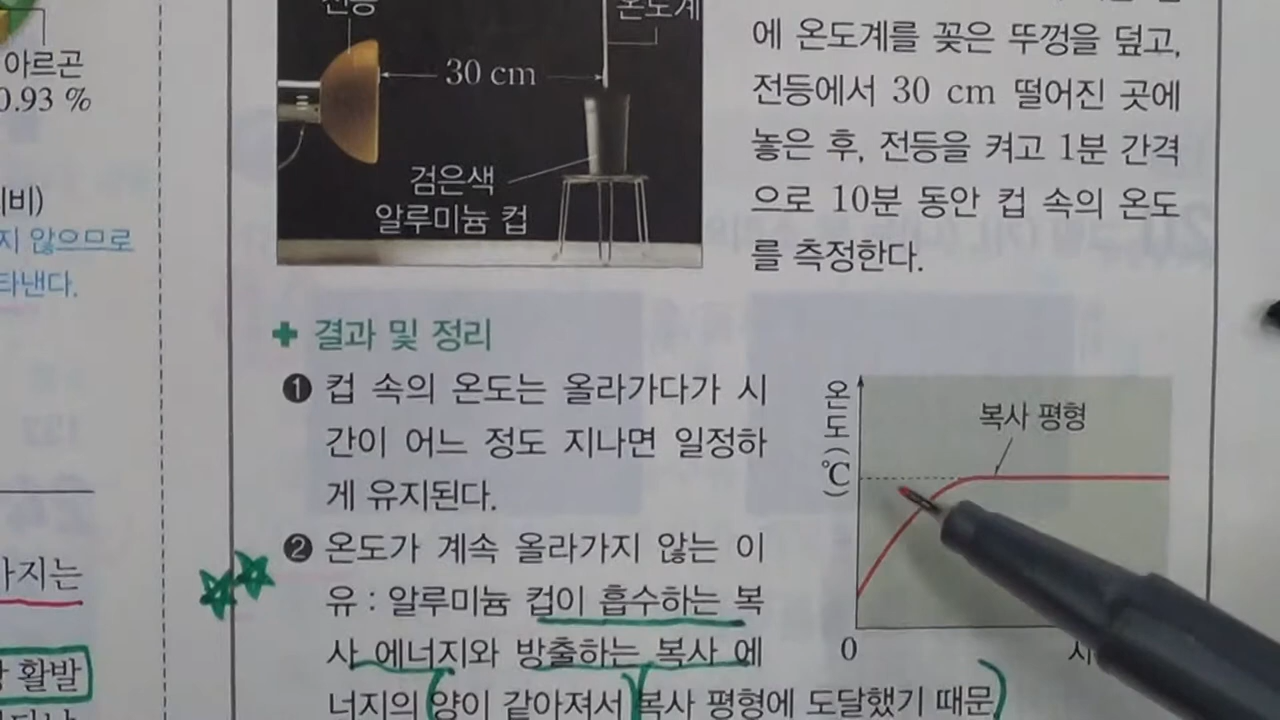 아르곤
0.93 %
지 않으므로
타낸다.
가지는
활발
전등
온도계
30 cm
검은색
알루미늄 컵
에 온도계를 꽂은 뚜껑을 덮고,
전등에서 30 cm 떨어진 곳에
놓은 후, 전등을 켜고 1분 간격
으로 10분 동안 컵 속의 온도
를 측정한다.
+ 결과 및 정리
❶ 컵 속의 온도는 올라가다가 시
간이 어느 정도 지나면 일정하
게 유지된다.
❷ 온도가 계속 올라가지 않는 이
유 : 알루미늄 컵이 흡수하는 복
사 에너지와 방출하는 복사 에
너지의 양이 같아져서 복사 평형에 도달했기 때문
온도(℃)
복사 평형
0